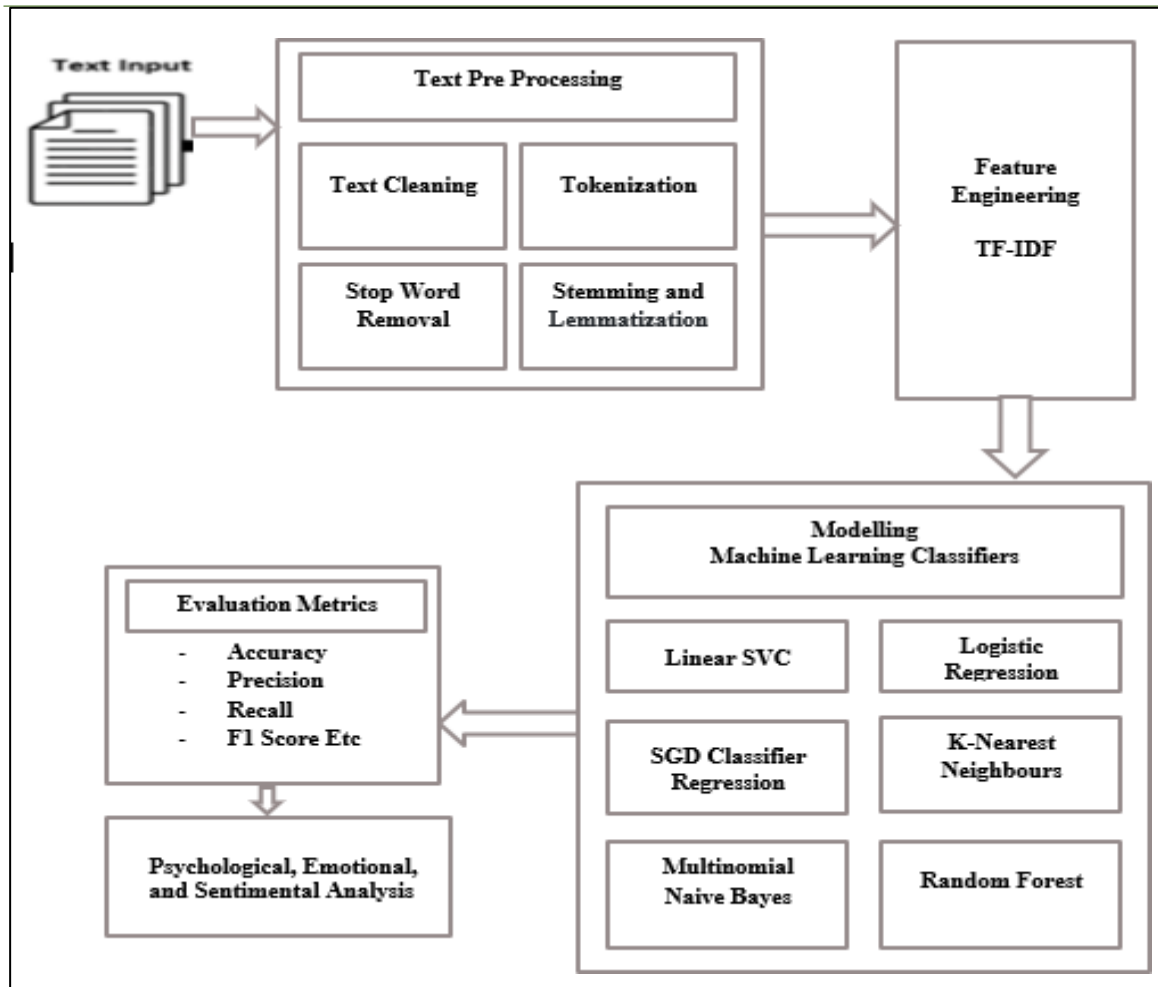 Text Input
Text Pre Processing
Text Cleaning
Tokenization
Stop Word
Removal
Stemming and
Lemmatization
Feature
Engineering
TF-IDF
Modelling
Machine Learning Classifiers
Linear SVC
Logistic
Regression
SGD Classifier
Regression
K-Nearest
Neighbours
Multinomial
Naive Bayes
Random Forest
Evaluation Metrics
- Accuracy
- Precision
- Recall
- F1 Score Etc
Psychological, Emotional,
and Sentimental Analysis